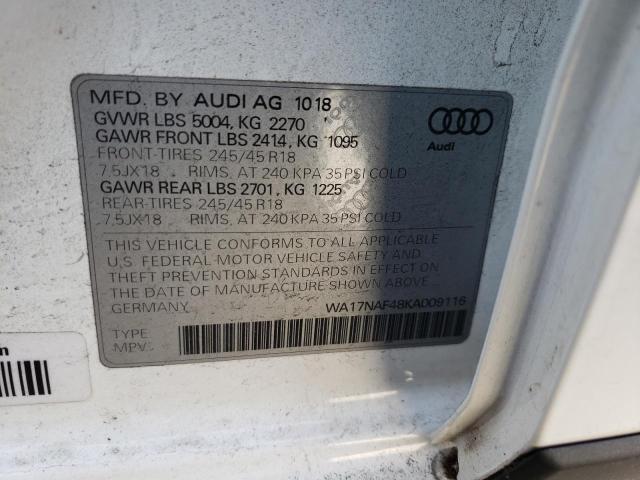 MFD. BY AUDI AG 10 18
GVWR LBS 5004, KG 2270
GAWR FRONT LBS 2414, KG 1095
FRONT-TIRES 245/45 R18
7.5JX18 RIMS, AT 240 KPA 35 PSI COLD
GAWR REAR LBS 2701, KG 1225
REAR-TIRES 245/45 R18
7.5JX18 RIMS, AT 240 KPA 35 PSI COLD
Audi
THIS VEHICLE CONFORMS TO ALL APPLICABLE
U.S. FEDERAL MOTOR VEHICLE SAFETY AND
THEFT PREVENTION STANDARDS IN EFFECT ON
THE DATE OF MANUFACTURE SHOWN ABOVE.
GERMANY WA17NAF48KA009116
TYPE
MPV